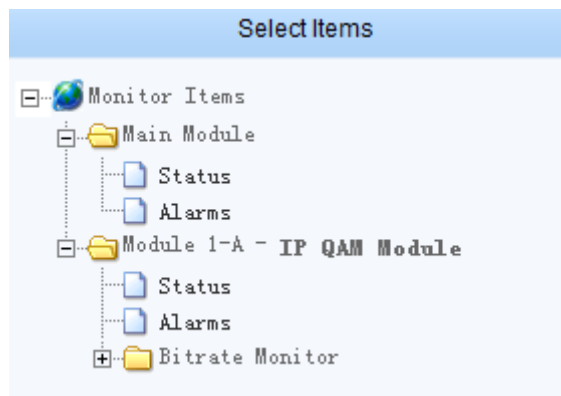 Select Items
Monitor Items
Main Module
Status
Alarms
Module 1-A - IP QAM Module
Status
Alarms
Bitrate Monitor